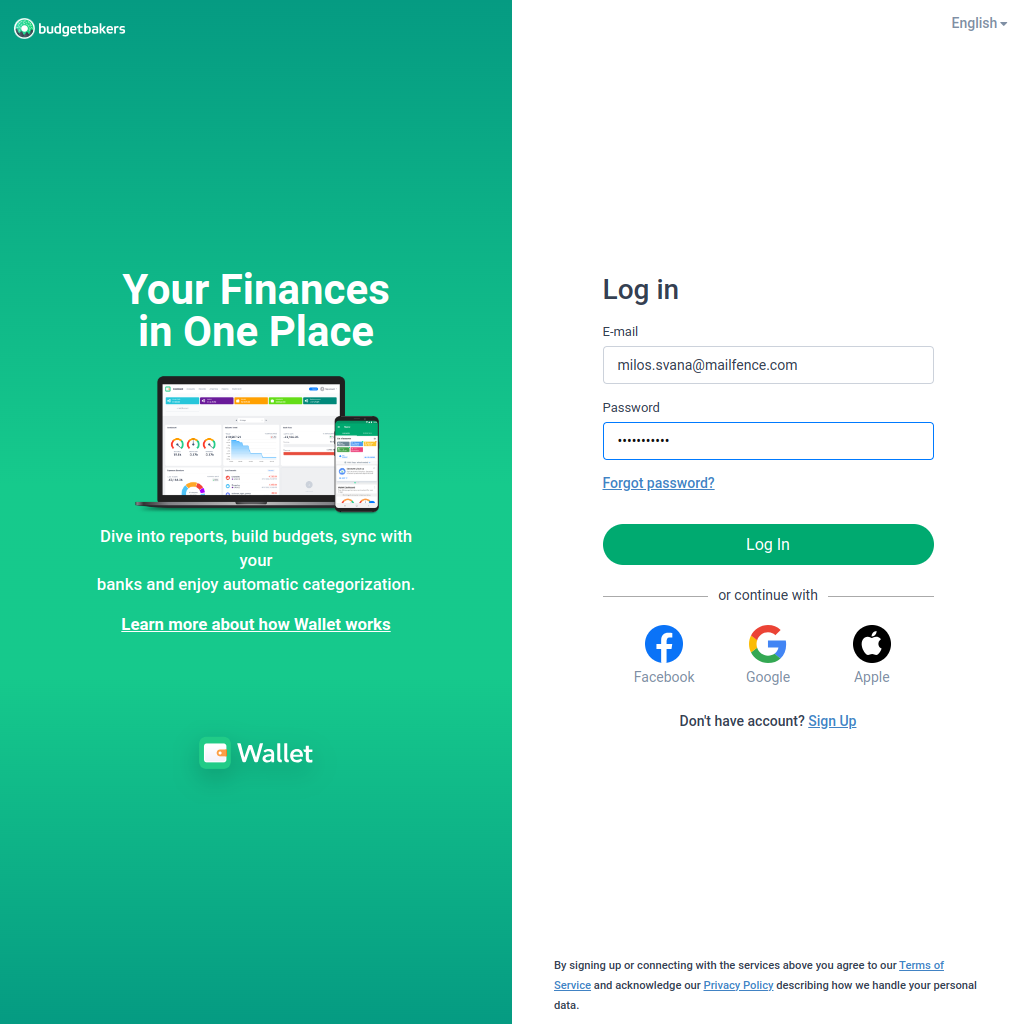 budgetbakers
English
Your Finances
in One Place
Dive into reports, build budgets, sync with
your
banks and enjoy automatic categorization.
Learn more about how Wallet works
Wallet
Log in
E-mail
milos.svana@mailfence.com
Password
•••••••••••
Forgot password?
Log In
or continue with
Facebook
Google
Apple
Don't have account? Sign Up
By signing up or connecting with the services above you agree to our Terms of
Service and acknowledge our Privacy Policy describing how we handle your personal
data.